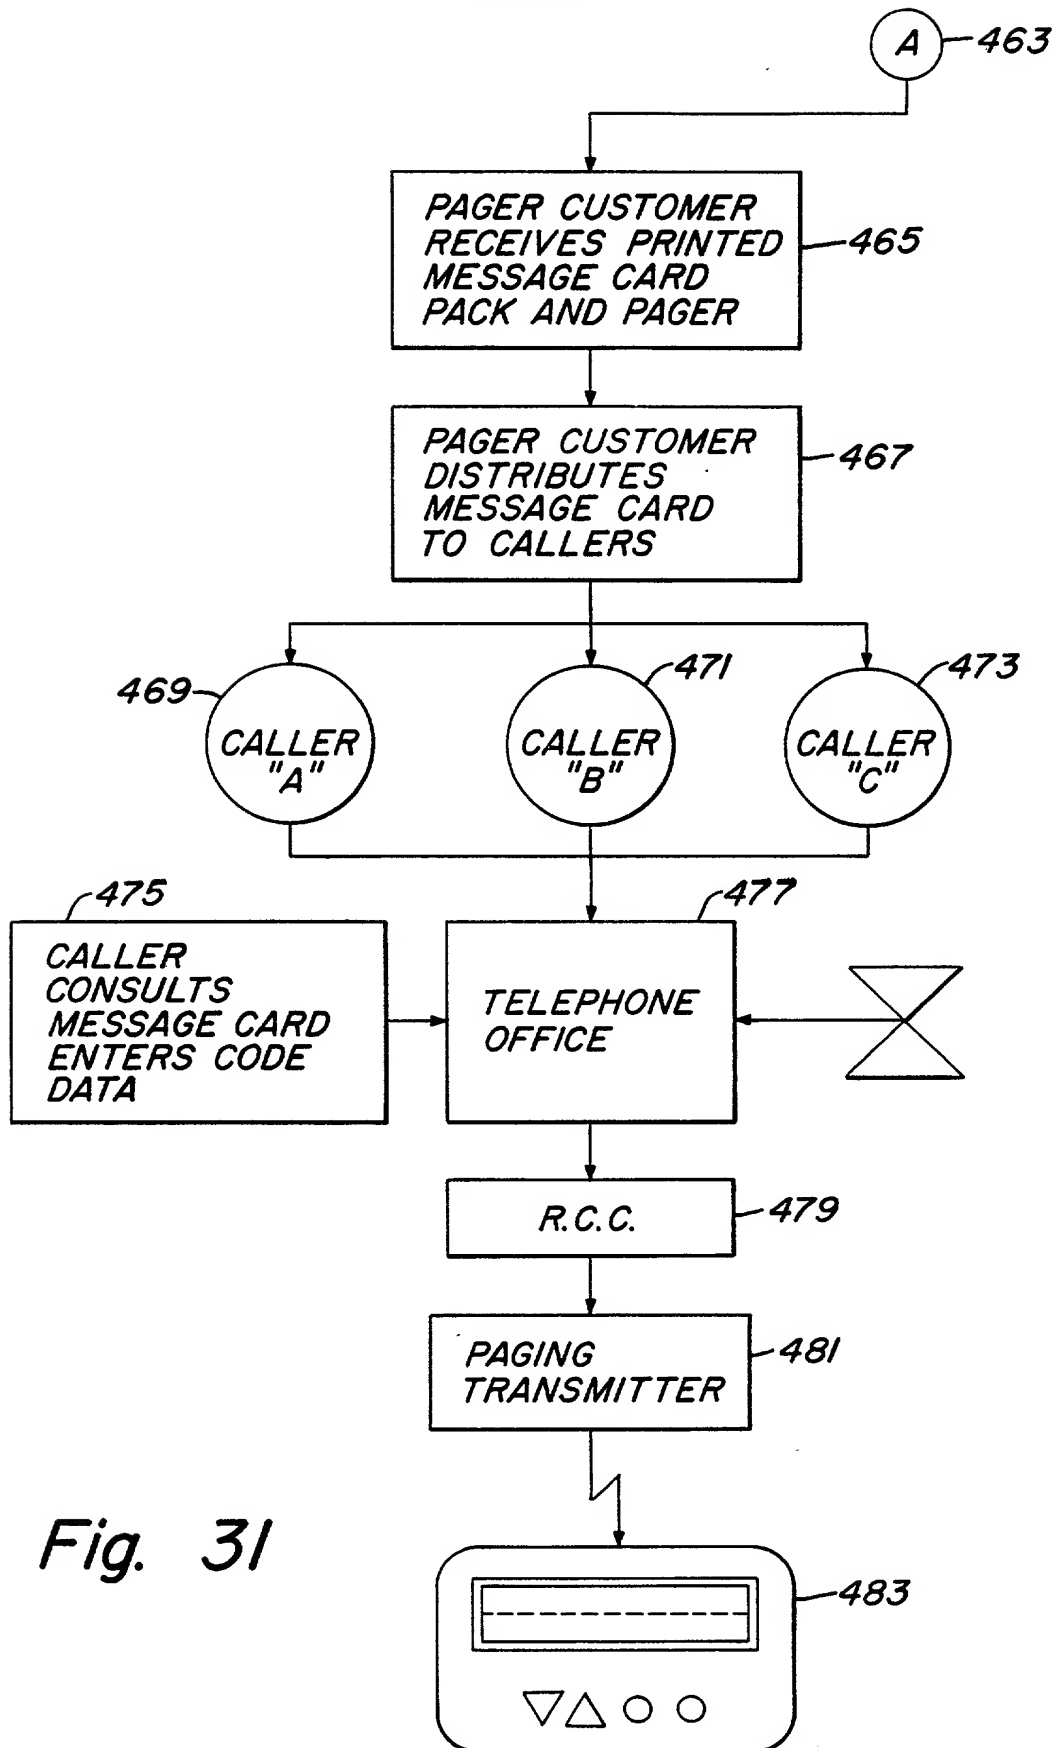 A 463
PAGER CUSTOMER
RECEIVES PRINTED
MESSAGE CARD
PACK AND PAGER
465
PAGER CUSTOMER
DISTRIBUTES
MESSAGE CARD
TO CALLERS
467
469
CALLER
"A"
471
CALLER
"B"
473
CALLER
"C"
475
CALLER
CONSULTS
MESSAGE CARD
ENTERS CODE
DATA
477
TELEPHONE
OFFICE
R.C.C. 479
PAGING
TRANSMITTER
481
Fig. 31
483